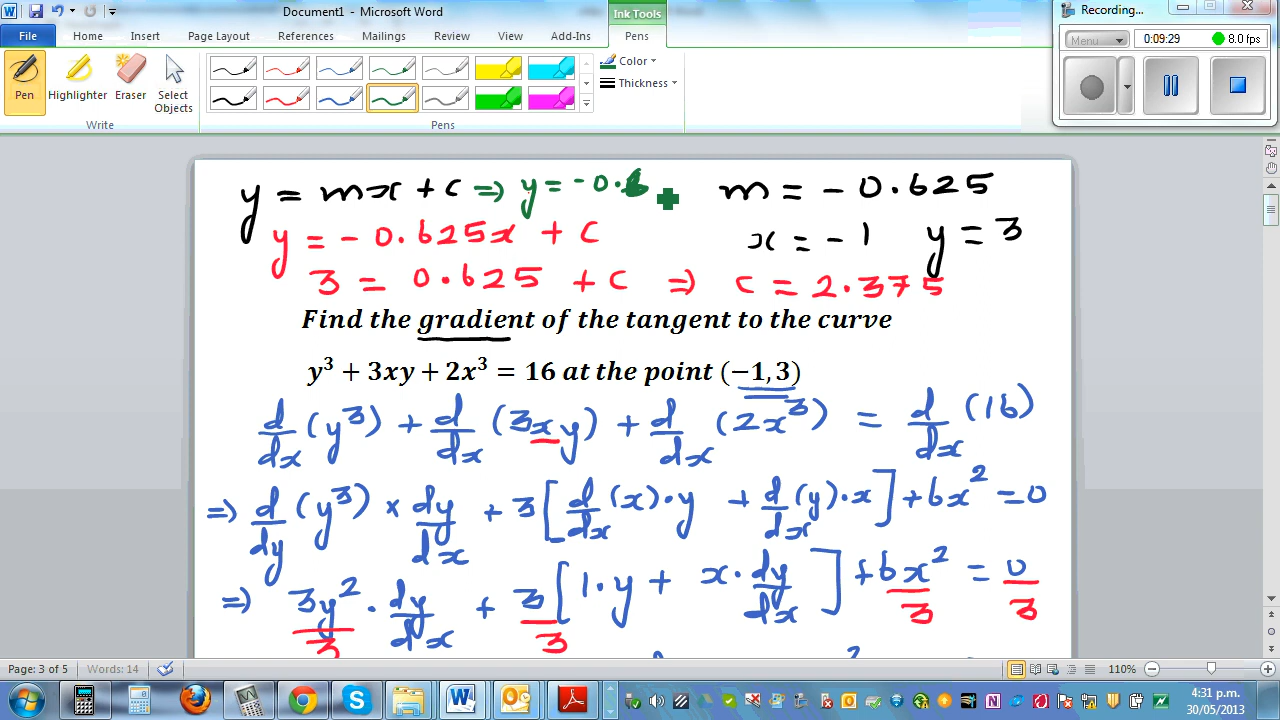 Document1 - Microsoft Word
Ink Tools
Recording...
File Home Insert Page Layout References Mailings Review View Add-Ins Pens
Menu 0:09:29 8.0 fps
Pen Highlighter Eraser Select Objects
Color
Thickness
Write Pens
y = mx + c ⇒ y = -0.6
m = -0.625
y = -0.625x + c
x = -1 y = 3
3 = 0.625 + c ⇒ c = 2.375
Find the gradient of the tangent to the curve
y³ + 3xy + 2x³ = 16 at the point (−1, 3)
d/dx (y³) + d/dx (3xy) + d/dx (2x³) = d/dx (16)
⇒ d/dy (y³) × dy/dx + 3[d/dx (x)·y + d/dx (y)·x] + 6x² = 0
⇒ 3y²/3 · dy/dx + 3/3 [1·y + x·dy/dx] + 6x²/3 = 0/3
Page: 3 of 5 Words: 14 110%
4:31 p.m.
30/05/2013